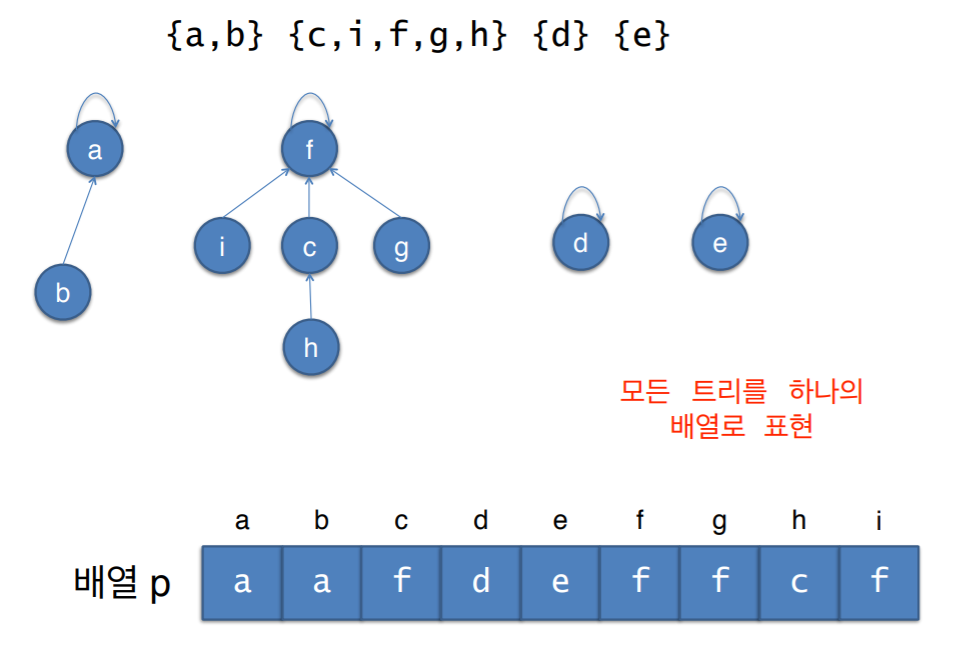 {a,b} {c,i,f,g,h} {d} {e}
a
f
i
c
g
d
e
b
h
모든 트리를 하나의
배열로 표현
a b c d e f g h i
배열 p a a f d e f f c f